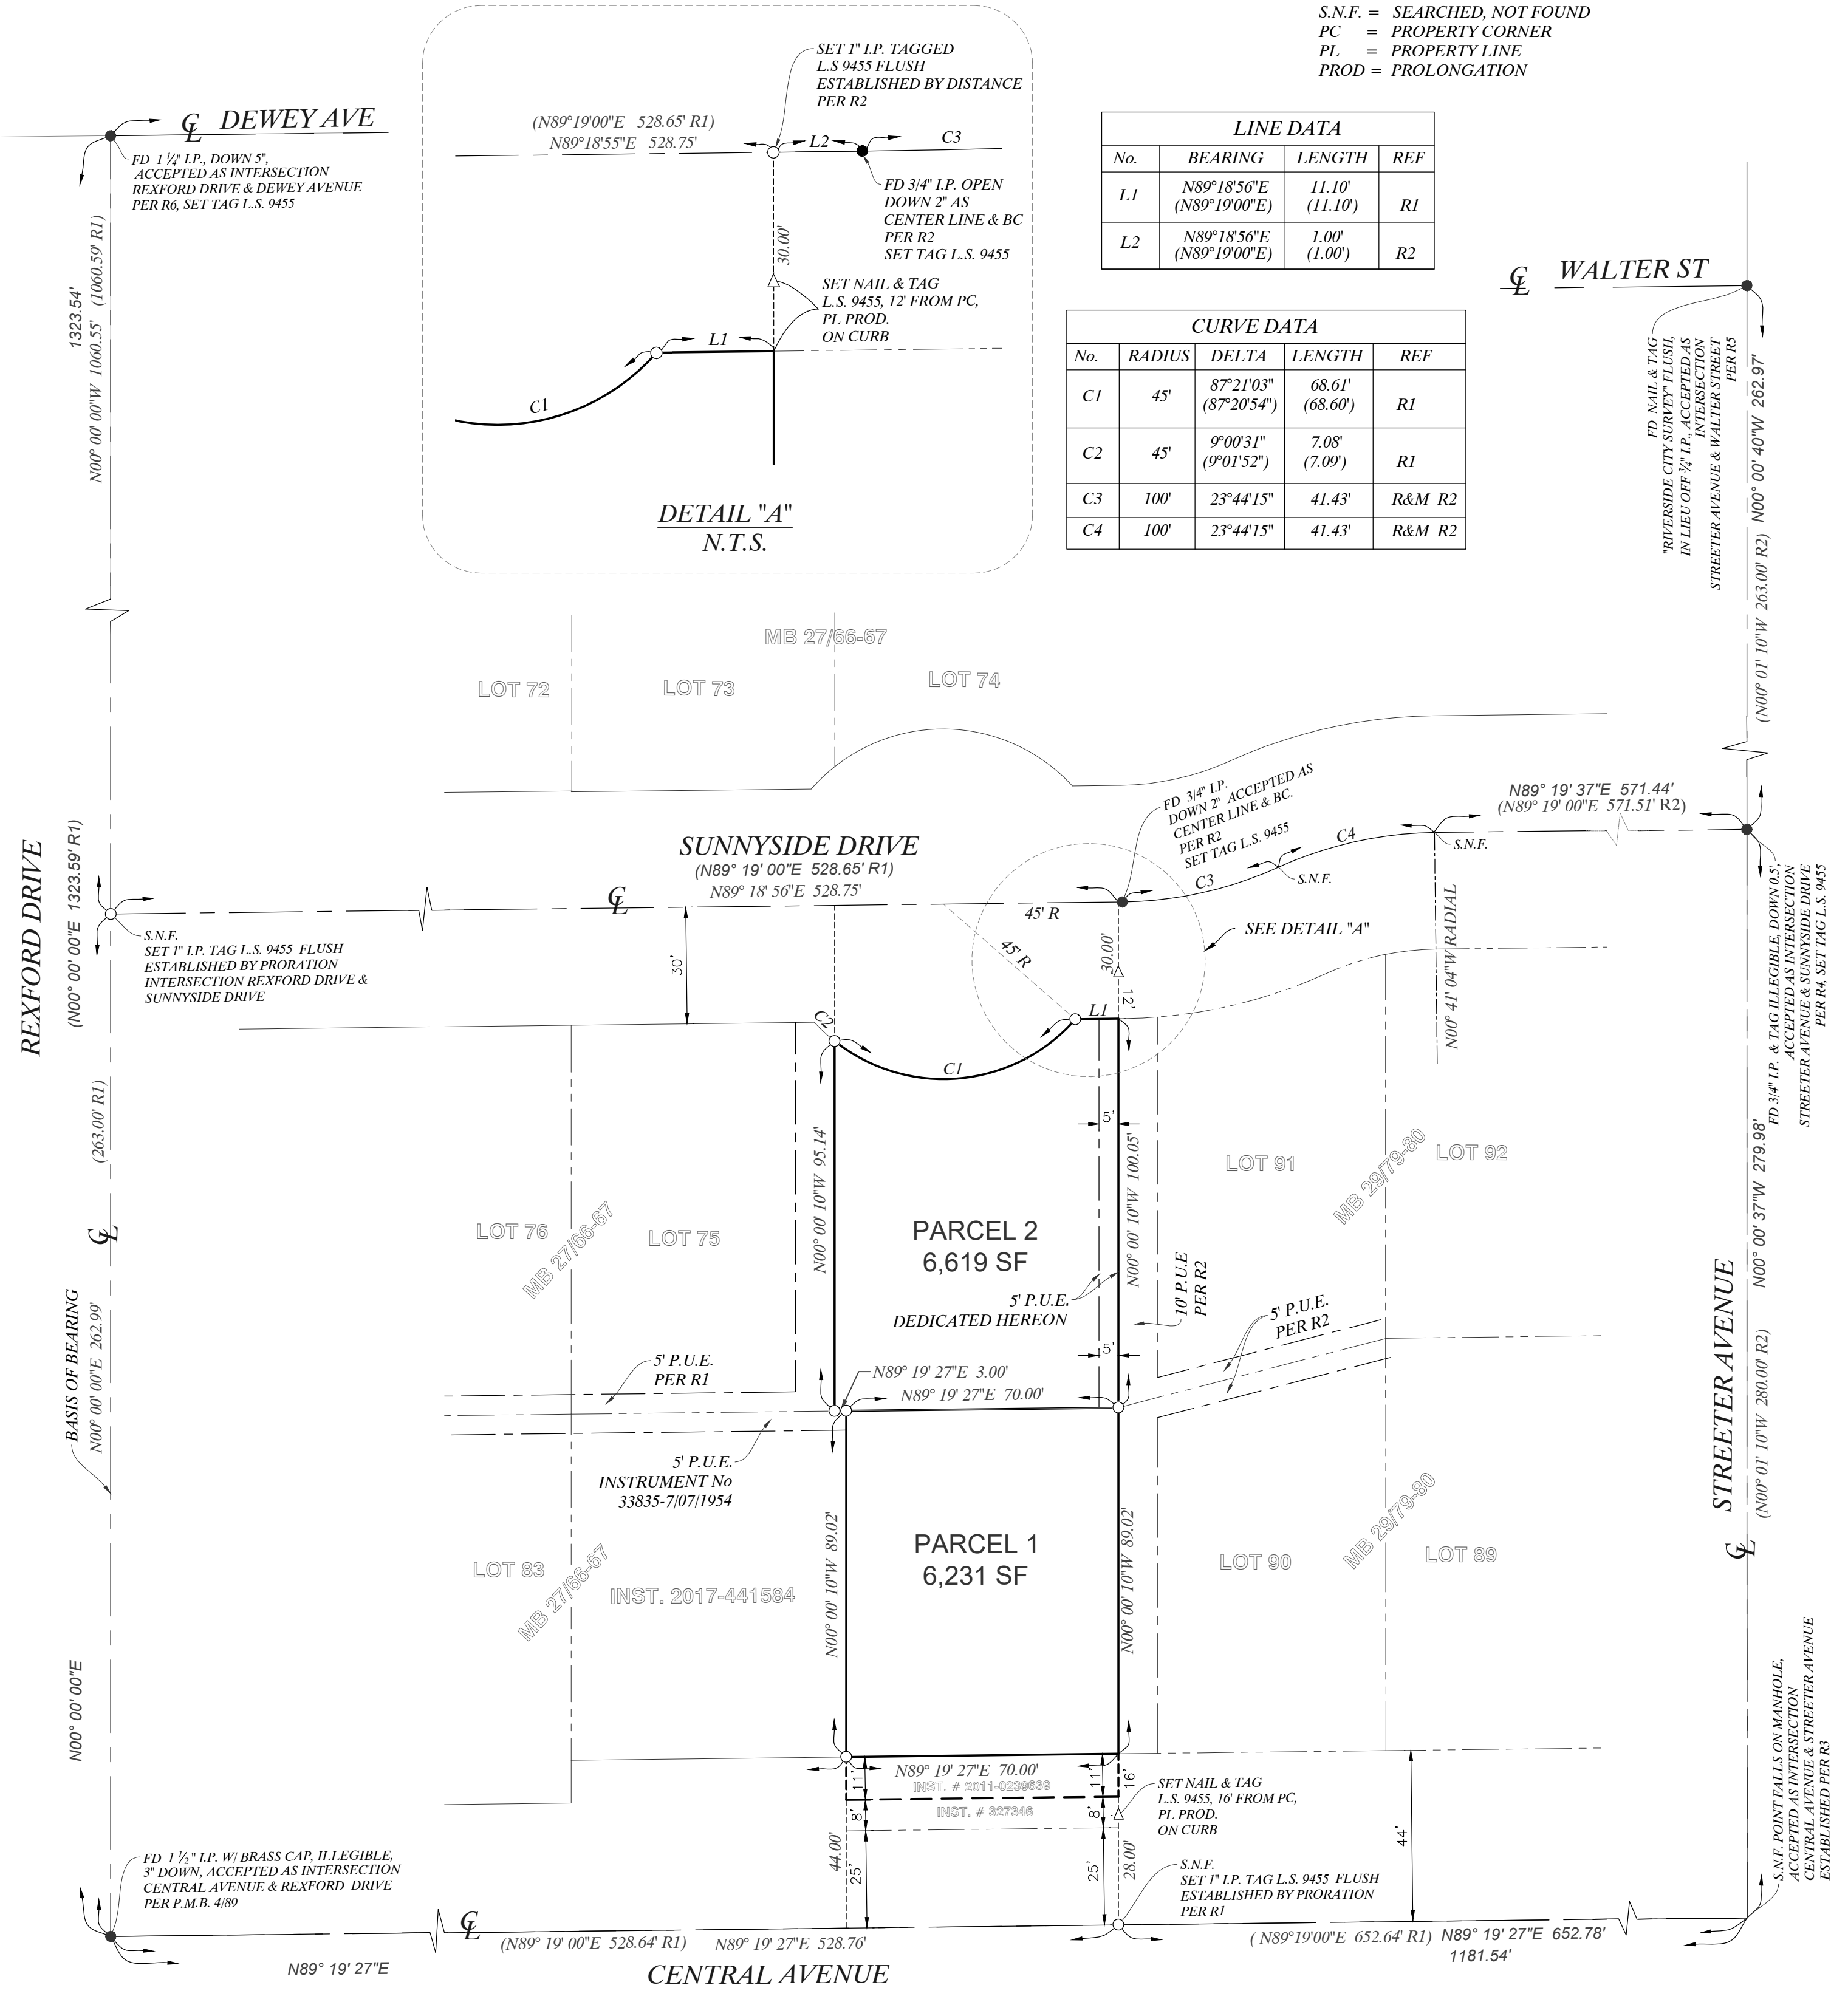 S.N.F. = SEARCHED, NOT FOUND
PC = PROPERTY CORNER
PL = PROPERTY LINE
PROD = PROLONGATION
CL DEWEY AVE
FD 1 1/4" I.P., DOWN 5",
ACCEPTED AS INTERSECTION
REXFORD DRIVE & DEWEY AVENUE
PER R6, SET TAG L.S. 9455
SET 1" I.P. TAGGED
L.S 9455 FLUSH
ESTABLISHED BY DISTANCE
PER R2
(N89°19'00"E 528.65' R1)
N89°18'55"E 528.75'
L2
C3
FD 3/4" I.P. OPEN
DOWN 2" AS
CENTER LINE & BC
PER R2
SET TAG L.S. 9455
30.00'
SET NAIL & TAG
L.S. 9455, 12' FROM PC,
PL PROD.
ON CURB
L1
C1
DETAIL "A"
N.T.S.
LINE DATA
No. BEARING LENGTH REF
L1 N89°18'56"E 11.10'
(N89°19'00"E) (11.10') R1
L2 N89°18'56"E 1.00'
(N89°19'00"E) (1.00') R2
CURVE DATA
No. RADIUS DELTA LENGTH REF
C1 45' 87°21'03" 68.61'
(87°20'54") (68.60') R1
C2 45' 9°00'31" 7.08'
(9°01'52") (7.09') R1
C3 100' 23°44'15" 41.43' R&M R2
C4 100' 23°44'15" 41.43' R&M R2
CL WALTER ST
FD NAIL & TAG
"RIVERSIDE CITY SURVEY" FLUSH,
IN LIEU OFF 3/4" I.P., ACCEPTED AS
INTERSECTION
STREETER AVENUE & WALTER STREET
PER R5
(N00° 01' 10"W 263.00' R2) N00° 00' 40"W 262.97'
1323.54'
N00° 00' 00"W 1060.55' (1060.59' R1)
MB 27/66-67
LOT 72
LOT 73
LOT 74
N89° 19' 37"E 571.44'
(N89° 19' 00"E 571.51' R2)
FD 3/4" I.P.
DOWN 2" ACCEPTED AS
CENTER LINE & BC.
PER R2
SET TAG L.S. 9455
C3
C4
S.N.F.
S.N.F.
SUNNYSIDE DRIVE
(N89° 19' 00"E 528.65' R1)
N89° 18' 56"E 528.75'
CL
45' R
45' R
SEE DETAIL "A"
REXFORD DRIVE
(N00° 00' 00"E 1323.59' R1)
S.N.F.
SET 1" I.P. TAG L.S. 9455 FLUSH
ESTABLISHED BY PRORATION
INTERSECTION REXFORD DRIVE &
SUNNYSIDE DRIVE
30'
30.00'
12'
L1
C2
C1
N00° 41' 04"W RADIAL
FD 3/4" I.P. & TAG ILLEGIBLE, DOWN 0.5',
ACCEPTED AS INTERSECTION
STREETER AVENUE & SUNNYSIDE DRIVE
PER R4, SET TAG L.S. 9455
(263.00' R1)
N00° 00' 10"W 95.14'
5'
N00° 00' 10"W 100.05'
LOT 91
MB 29/79-80
LOT 92
N00° 00' 37"W 279.98'
(N00° 01' 10"W 280.00' R2)
CL
LOT 76
MB 27/66-67
LOT 75
PARCEL 2
6,619 SF
5' P.U.E.
DEDICATED HEREON
10' P.U.E
PER R2
5' P.U.E.
PER R2
BASIS OF BEARING
N00° 00' 00"E 262.99'
5' P.U.E.
PER R1
5'
N89° 19' 27"E 3.00'
N89° 19' 27"E 70.00'
STREETER AVENUE
CL
5' P.U.E.
INSTRUMENT No
33835-7/07/1954
N00° 00' 10"W 89.02'
PARCEL 1
6,231 SF
N00° 00' 10"W 89.02'
LOT 83
MB 27/66-67
INST. 2017-441584
LOT 90
MB 29/79-80
LOT 89
N00° 00' 00"E
N89° 19' 27"E 70.00'
11'
11'
16'
INST. # 2011-0239639
INST. # 327346
8'
8'
SET NAIL & TAG
L.S. 9455, 16' FROM PC,
PL PROD.
ON CURB
44.00'
25'
25'
28.00'
44'
S.N.F.
SET 1" I.P. TAG L.S. 9455 FLUSH
ESTABLISHED BY PRORATION
PER R1
S.N.F. POINT FALLS ON MANHOLE,
ACCEPTED AS INTERSECTION
CENTRAL AVENUE & STREETER AVENUE
ESTABLISHED PER R3
FD 1 1/2" I.P. W/ BRASS CAP, ILLEGIBLE,
3" DOWN, ACCEPTED AS INTERSECTION
CENTRAL AVENUE & REXFORD DRIVE
PER P.M.B. 4/89
CL
(N89° 19' 00"E 528.64' R1) N89° 19' 27"E 528.76'
( N89°19'00"E 652.64' R1) N89° 19' 27"E 652.78'
1181.54'
N89° 19' 27"E
CENTRAL AVENUE